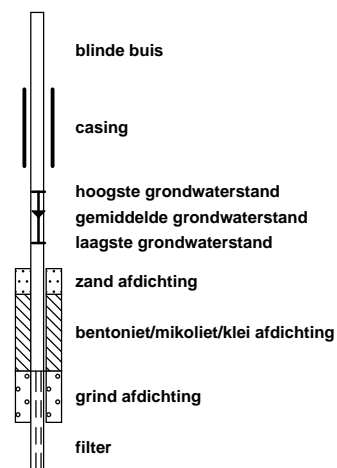 blinde buis
casing
hoogste grondwaterstand
gemiddelde grondwaterstand
laagste grondwaterstand
zand afdichting
bentoniet/mikoliet/klei afdichting
grind afdichting
filter